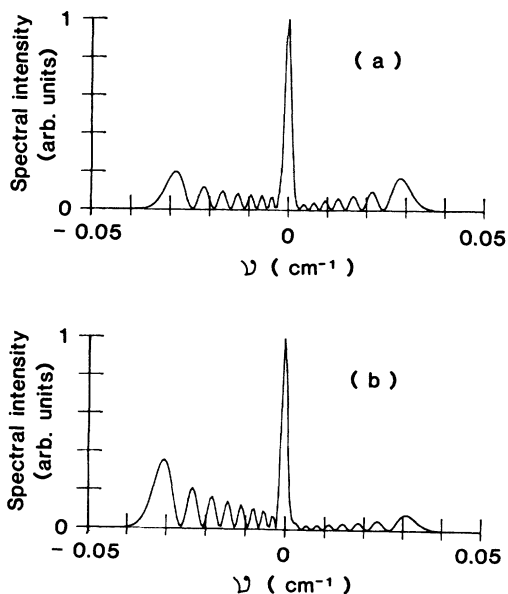 Spectral intensity
(arb. units)
1
0
(a)
- 0.05
0
0.05
ν ( cm⁻¹ )
Spectral intensity
(arb. units)
1
0
(b)
- 0.05
0
0.05
ν ( cm⁻¹ )